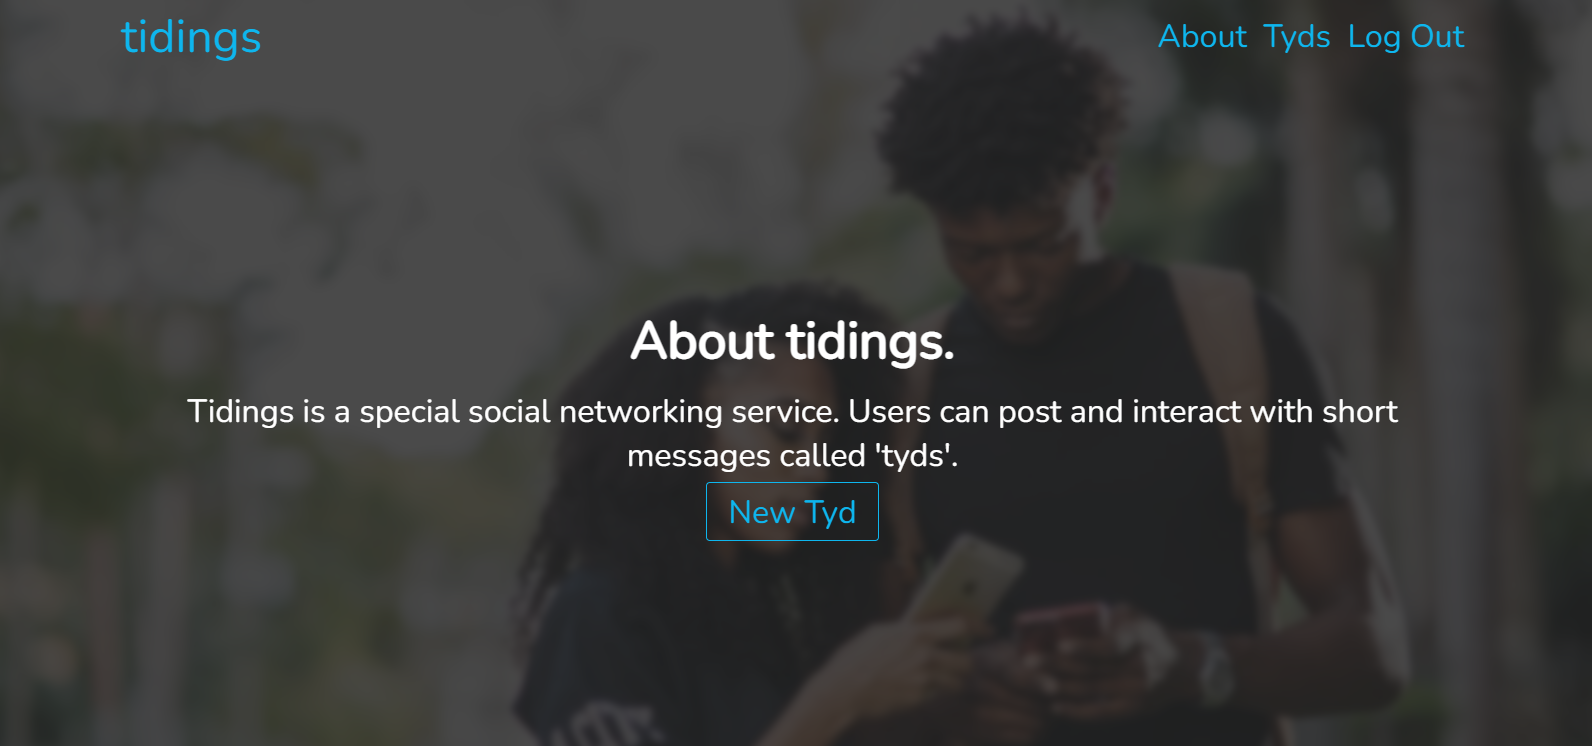 tidings
About Tyds Log Out
About tidings.
Tidings is a special social networking service. Users can post and interact with short
messages called 'tyds'.
New Tyd